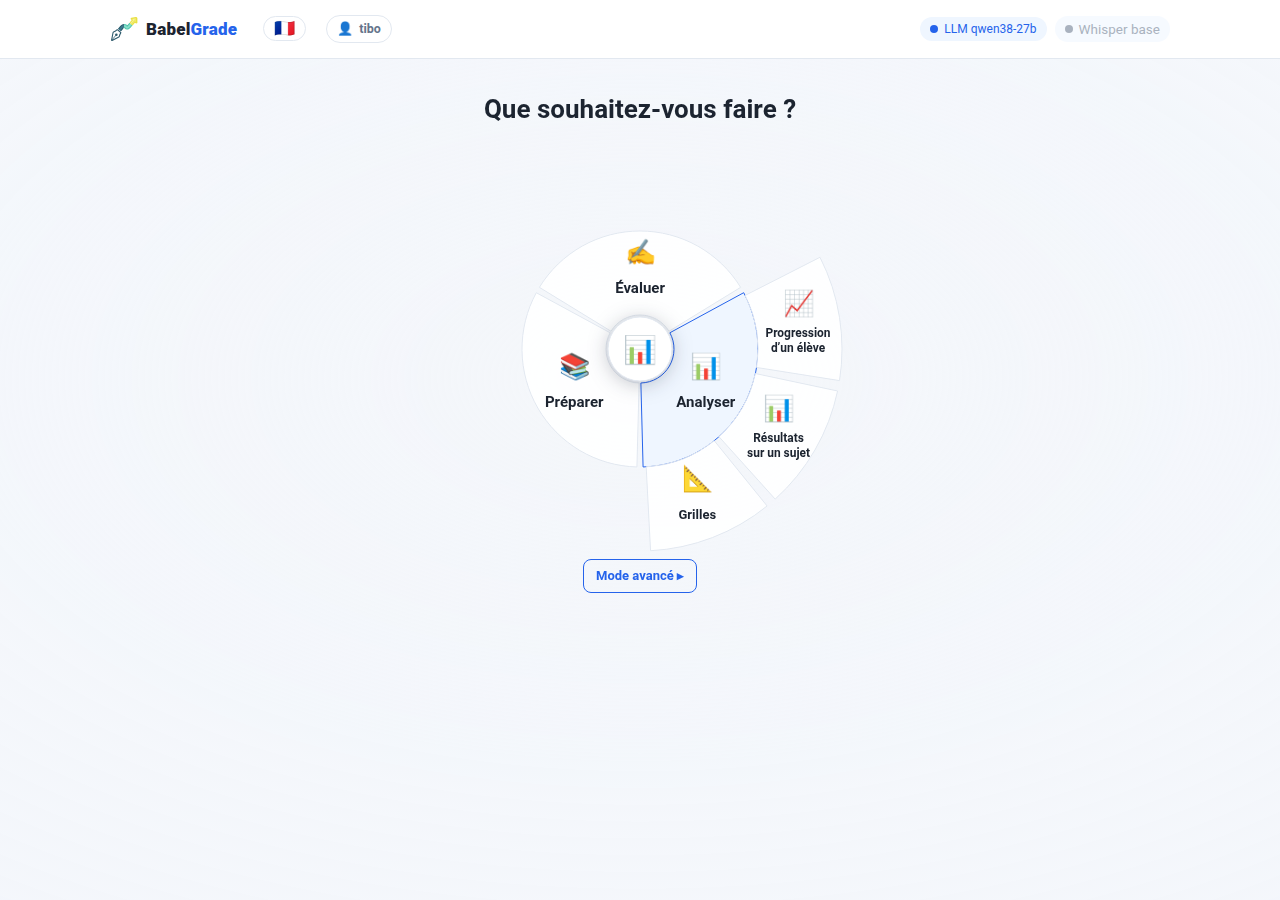 BabelGrade
tibo
LLM qwen38-27b
Whisper base
Que souhaitez-vous faire ?
Évaluer
Progression
d’un élève
Préparer
Analyser
Résultats
sur un sujet
Grilles
Mode avancé ▸